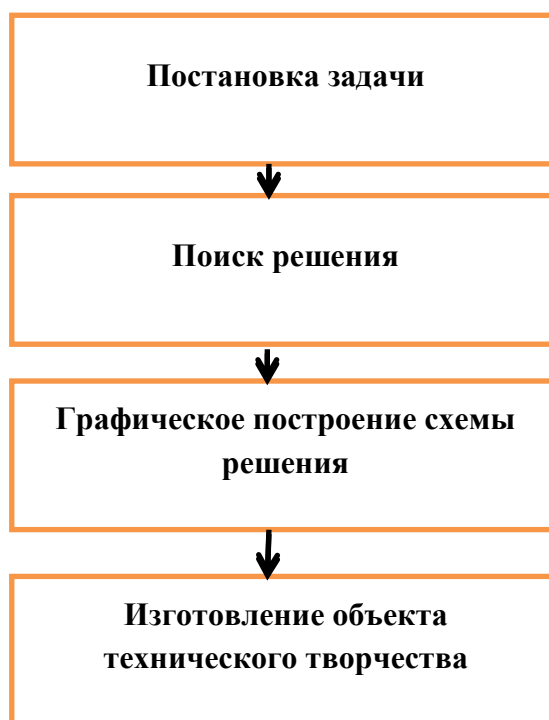 Постановка задачи
Поиск решения
Графическое построение схемы
решения
Изготовление объекта
технического творчества